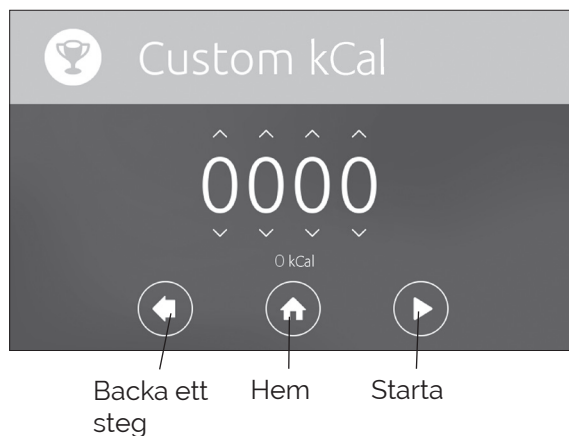 Custom kCal
0000
0 kCal
Backa ett
steg
Hem
Starta